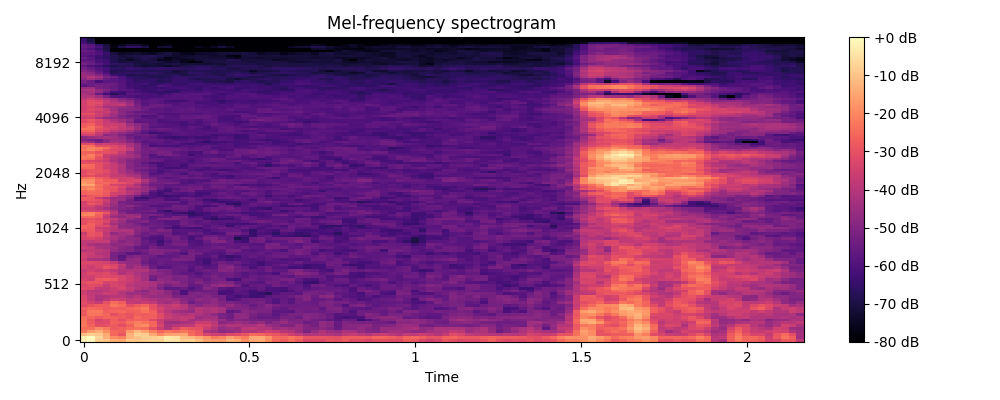 Mel-frequency spectrogram
Hz
8192
4096
2048
1024
512
0
0
0.5
1
1.5
2
Time
+0 dB
-10 dB
-20 dB
-30 dB
-40 dB
-50 dB
-60 dB
-70 dB
-80 dB